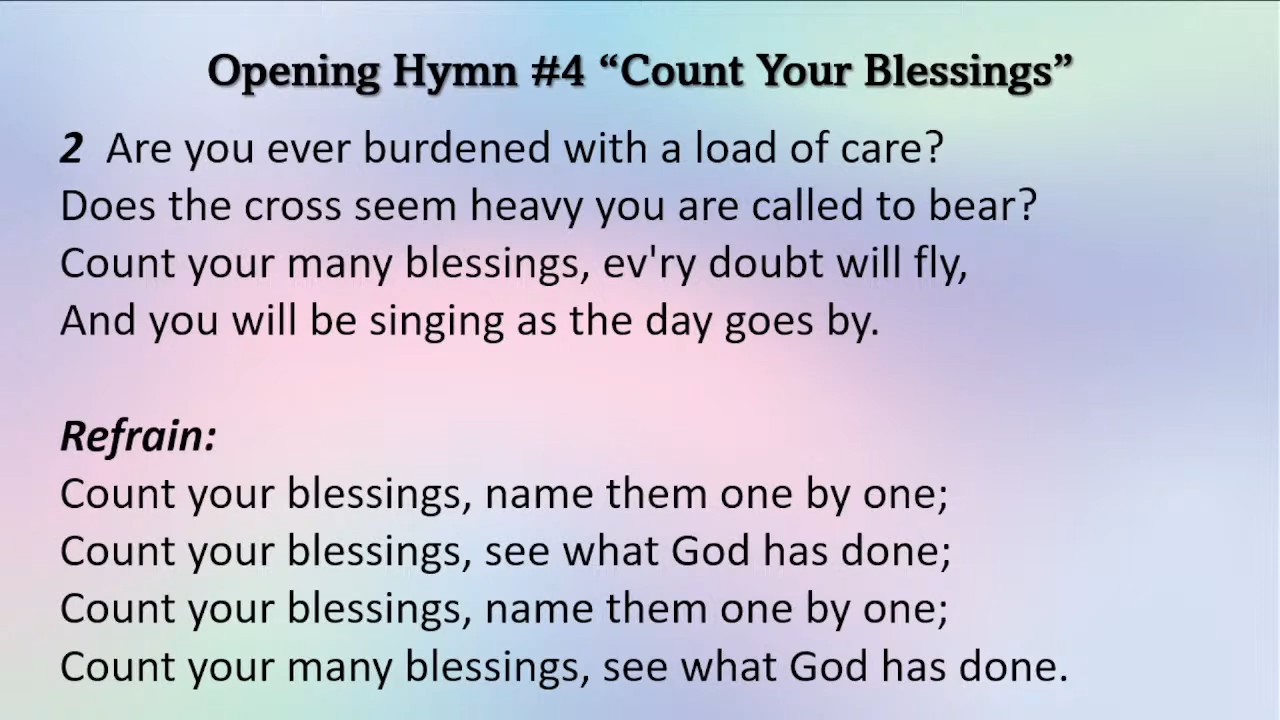 Opening Hymn #4 “Count Your Blessings”
2 Are you ever burdened with a load of care?
Does the cross seem heavy you are called to bear?
Count your many blessings, ev'ry doubt will fly,
And you will be singing as the day goes by.
Refrain:
Count your blessings, name them one by one;
Count your blessings, see what God has done;
Count your blessings, name them one by one;
Count your many blessings, see what God has done.